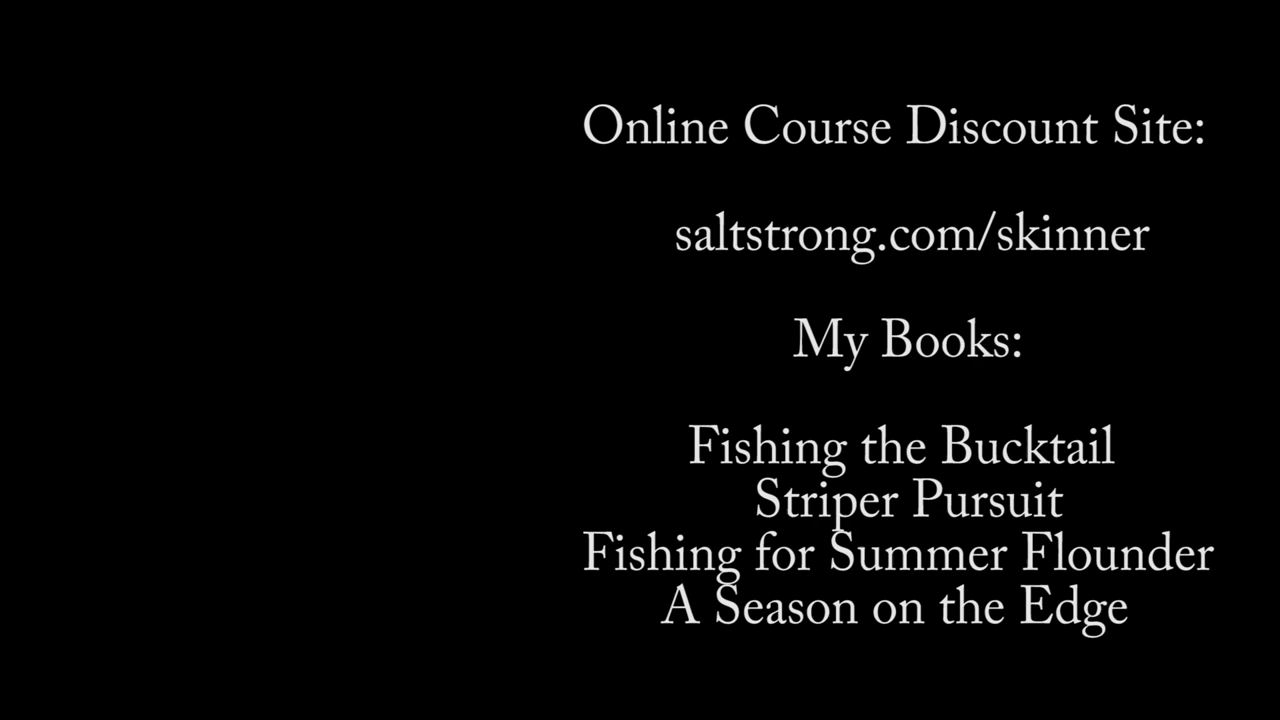 Online Course Discount Site:
saltstrong.com/skinner
My Books:
Fishing the Bucktail
Striper Pursuit
Fishing for Summer Flounder
A Season on the Edge